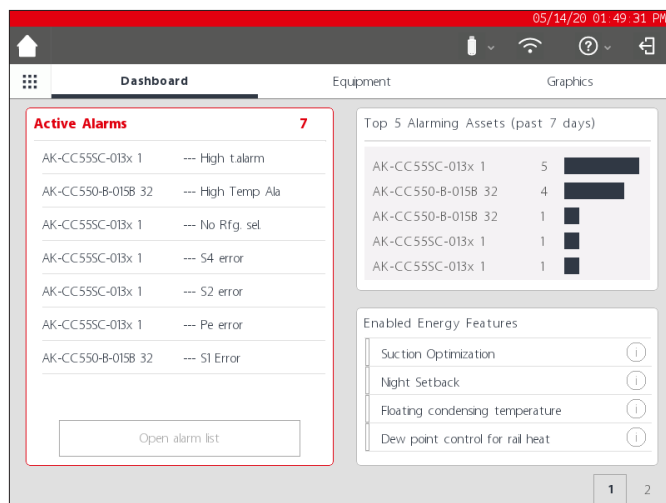 05/14/20 01:49:31 PM
Dashboard Equipment Graphics
Active Alarms 7
AK-CC55SC-013x 1 --- High t.alarm
AK-CC550-B-015B 32 --- High Temp Ala
AK-CC55SC-013x 1 --- No Rfg. sel.
AK-CC55SC-013x 1 --- S4 error
AK-CC55SC-013x 1 --- S2 error
AK-CC55SC-013x 1 --- Pe error
AK-CC550-B-015B 32 --- S1 Error
Open alarm list
Top 5 Alarming Assets (past 7 days)
AK-CC55SC-013x 1 5
AK-CC550-B-015B 32 4
AK-CC550-B-015B 32 1
AK-CC55SC-013x 1 1
AK-CC55SC-013x 1 1
Enabled Energy Features
Suction Optimization
Night Setback
Floating condensing temperature
Dew point control for rail heat
1 2